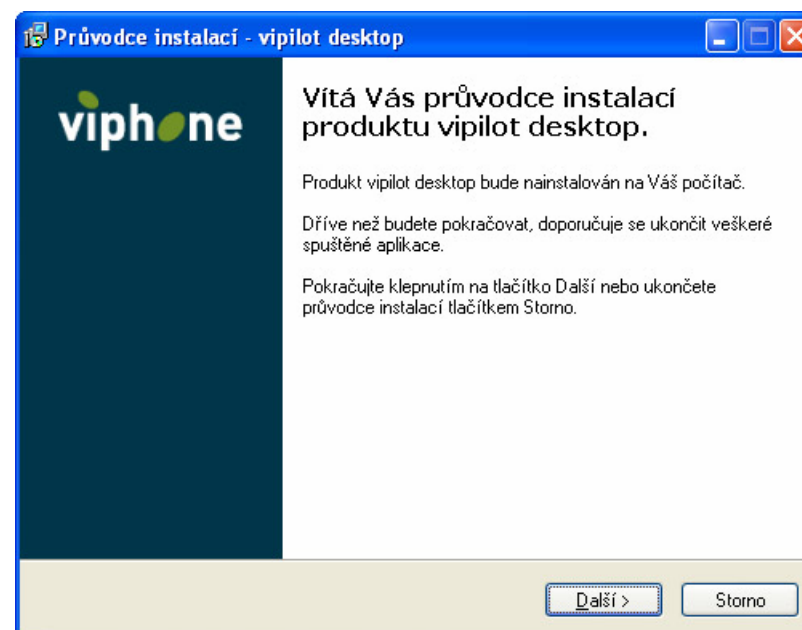 Průvodce instalací - vipilot desktop
viphone
Vítá Vás průvodce instalací
produktu vipilot desktop.
Produkt vipilot desktop bude nainstalován na Váš počítač.
Dříve než budete pokračovat, doporučuje se ukončit veškeré
spuštěné aplikace.
Pokračujte klepnutím na tlačítko Další nebo ukončete
průvodce instalací tlačítkem Storno.
Další >
Storno